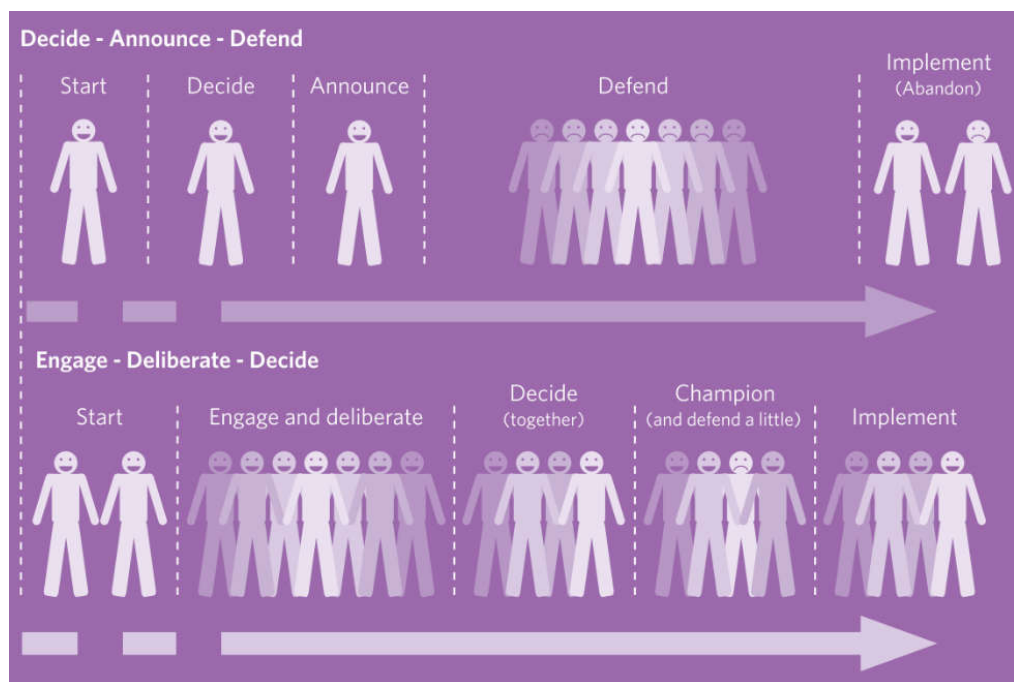 Decide - Announce - Defend
Start
Decide
Announce
Defend
Implement
(Abandon)
Engage - Deliberate - Decide
Start
Engage and deliberate
Decide
(together)
Champion
(and defend a little)
Implement